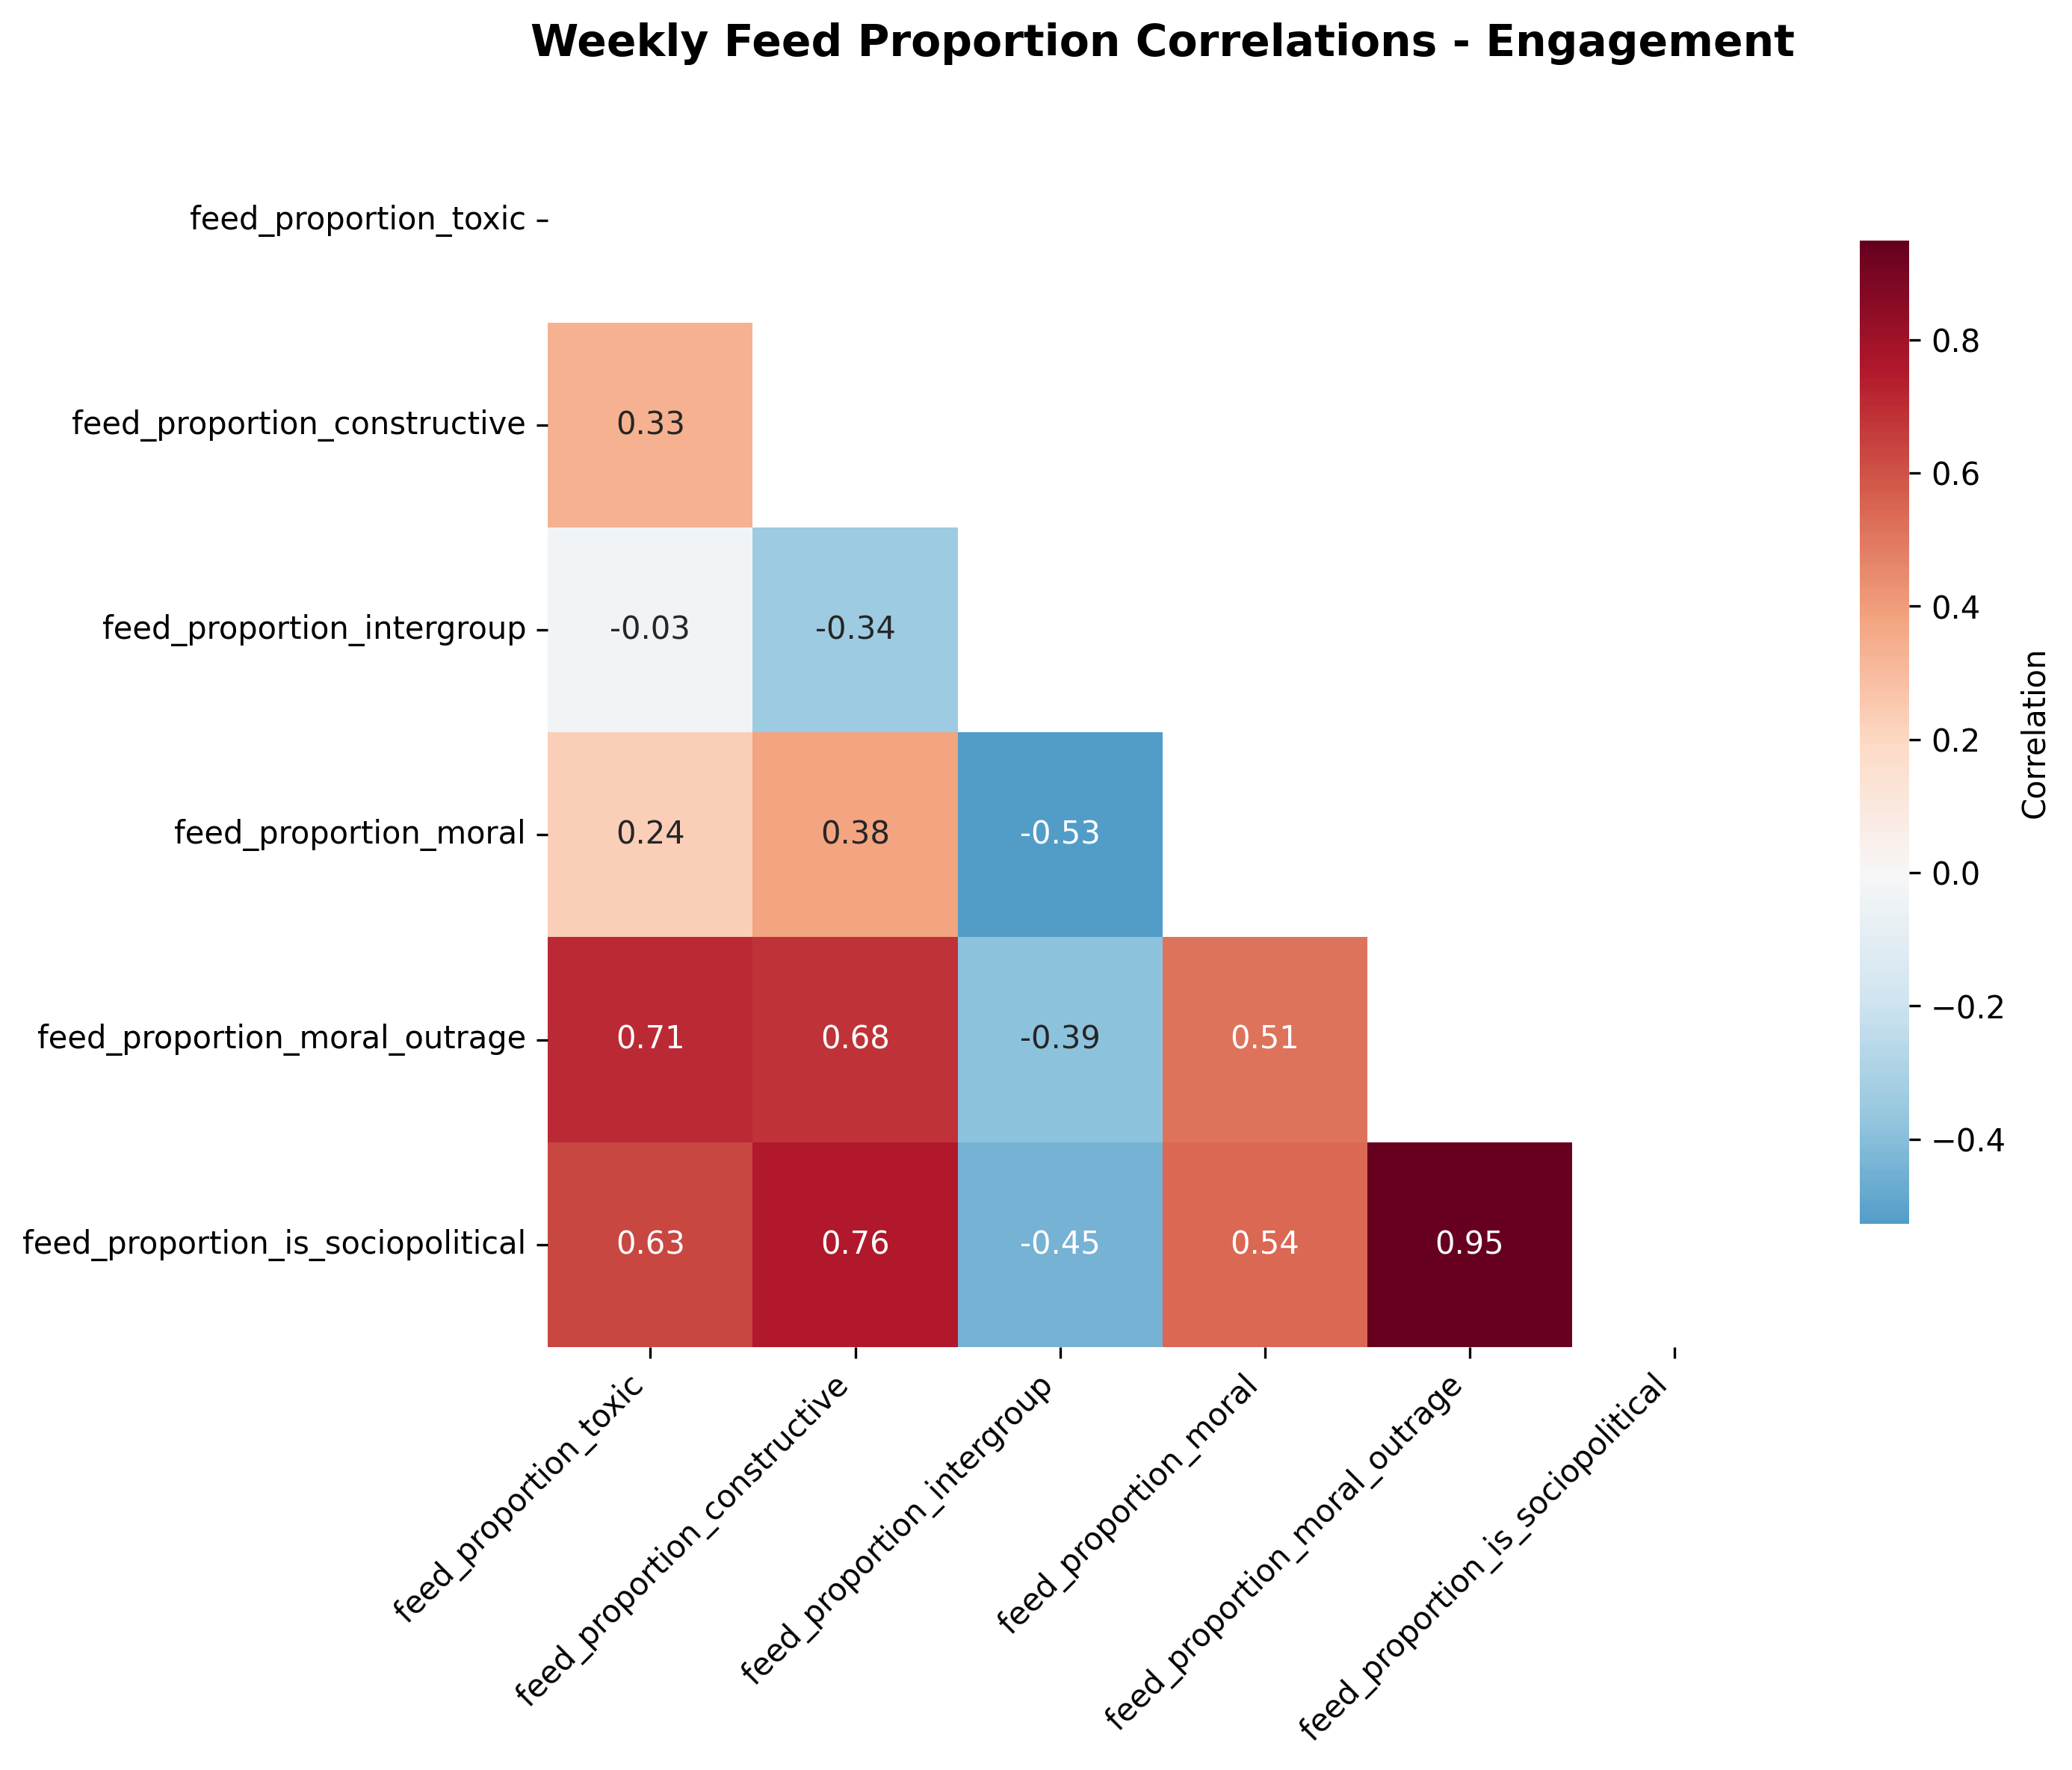 Weekly Feed Proportion Correlations - Engagement
feed_proportion_toxic
feed_proportion_constructive
0.33
feed_proportion_intergroup
-0.03 -0.34
feed_proportion_moral
0.24 0.38 -0.53
feed_proportion_moral_outrage
0.71 0.68 -0.39 0.51
feed_proportion_is_sociopolitical
0.63 0.76 -0.45 0.54 0.95
feed_proportion_toxic
feed_proportion_constructive
feed_proportion_intergroup
feed_proportion_moral
feed_proportion_moral_outrage
feed_proportion_is_sociopolitical
0.8
0.6
0.4
0.2
0.0
−0.2
−0.4
Correlation